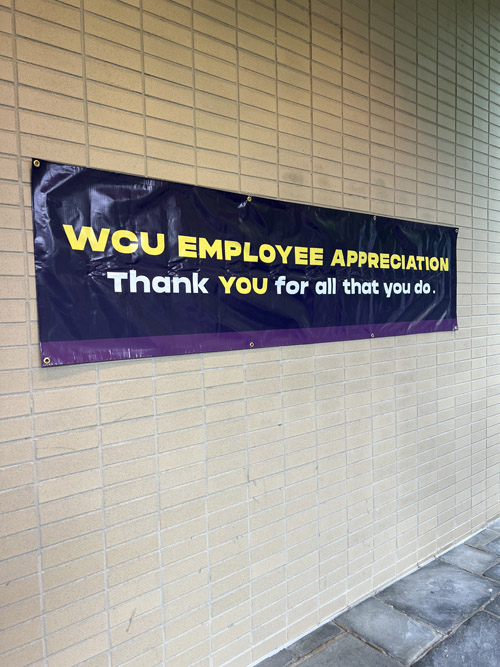 WCU EMPLOYEE APPRECIATION
Thank YOU for all that you do.